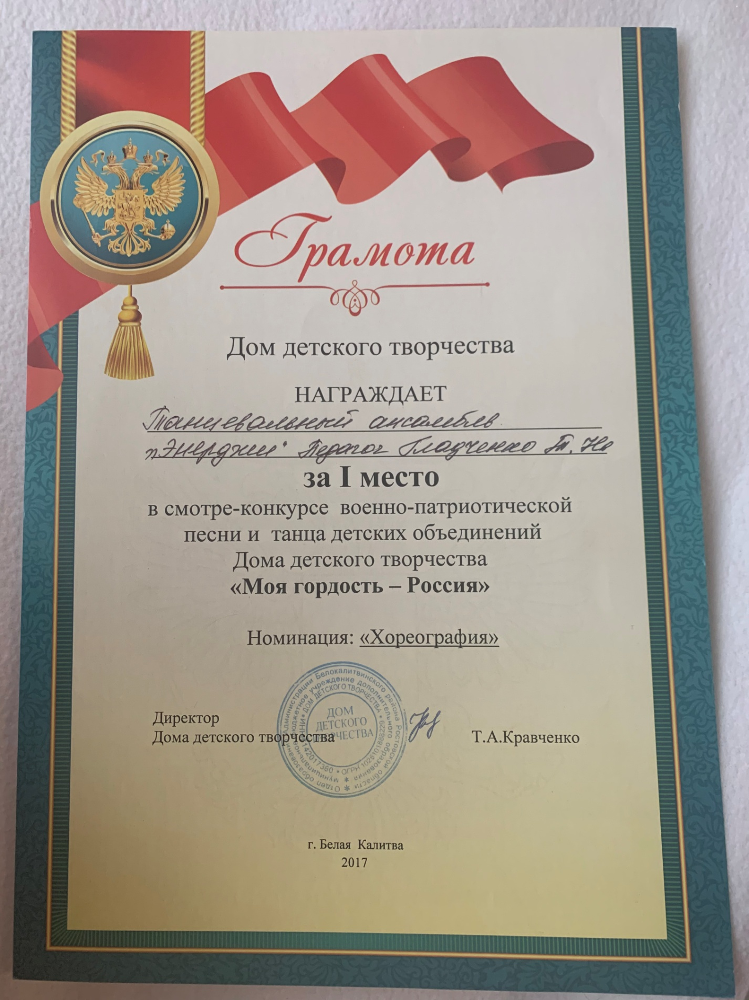 Грамота
Дом детского творчества
НАГРАЖДАЕТ
Танцевальный ансамбль
"Энерджи" Педагог Гладченко Т. Н.
за I место
в смотре-конкурсе военно-патриотической
песни и танца детских объединений
Дома детского творчества
«Моя гордость – Россия»
Номинация: «Хореография»
Отдел образования Администрации Белокалитвинского района Ростовской области
муниципальное бюджетное учреждение дополнительного образования
ДОМ ДЕТСКОГО ТВОРЧЕСТВА
ИНН 6142017360 • ОГРН 1026101888229
ДОМ
ДЕТСКОГО
ТВОРЧЕСТВА
Директор
Дома детского творчества Т.А.Кравченко
г. Белая Калитва
2017